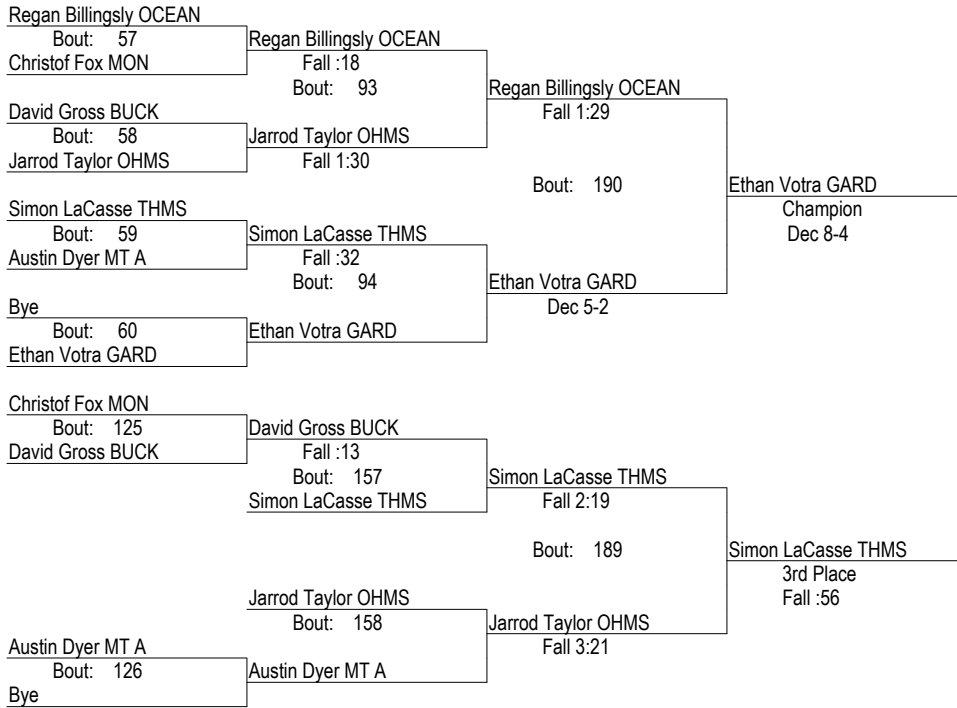 Regan Billingsly OCEAN
Bout: 57
Christof Fox MON
Regan Billingsly OCEAN
Fall :18
Bout: 93
David Gross BUCK
Bout: 58
Jarrod Taylor OHMS
Jarrod Taylor OHMS
Fall 1:30
Regan Billingsly OCEAN
Fall 1:29
Bout: 190
Simon LaCasse THMS
Bout: 59
Austin Dyer MT A
Simon LaCasse THMS
Fall :32
Bout: 94
Bye
Bout: 60
Ethan Votra GARD
Ethan Votra GARD
Ethan Votra GARD
Dec 5-2
Ethan Votra GARD
Champion
Dec 8-4
Christof Fox MON
Bout: 125
David Gross BUCK
David Gross BUCK
Fall :13
Bout: 157
Simon LaCasse THMS
Simon LaCasse THMS
Fall 2:19
Bout: 189
Jarrod Taylor OHMS
Bout: 158
Austin Dyer MT A
Bout: 126
Bye
Austin Dyer MT A
Jarrod Taylor OHMS
Fall 3:21
Simon LaCasse THMS
3rd Place
Fall :56